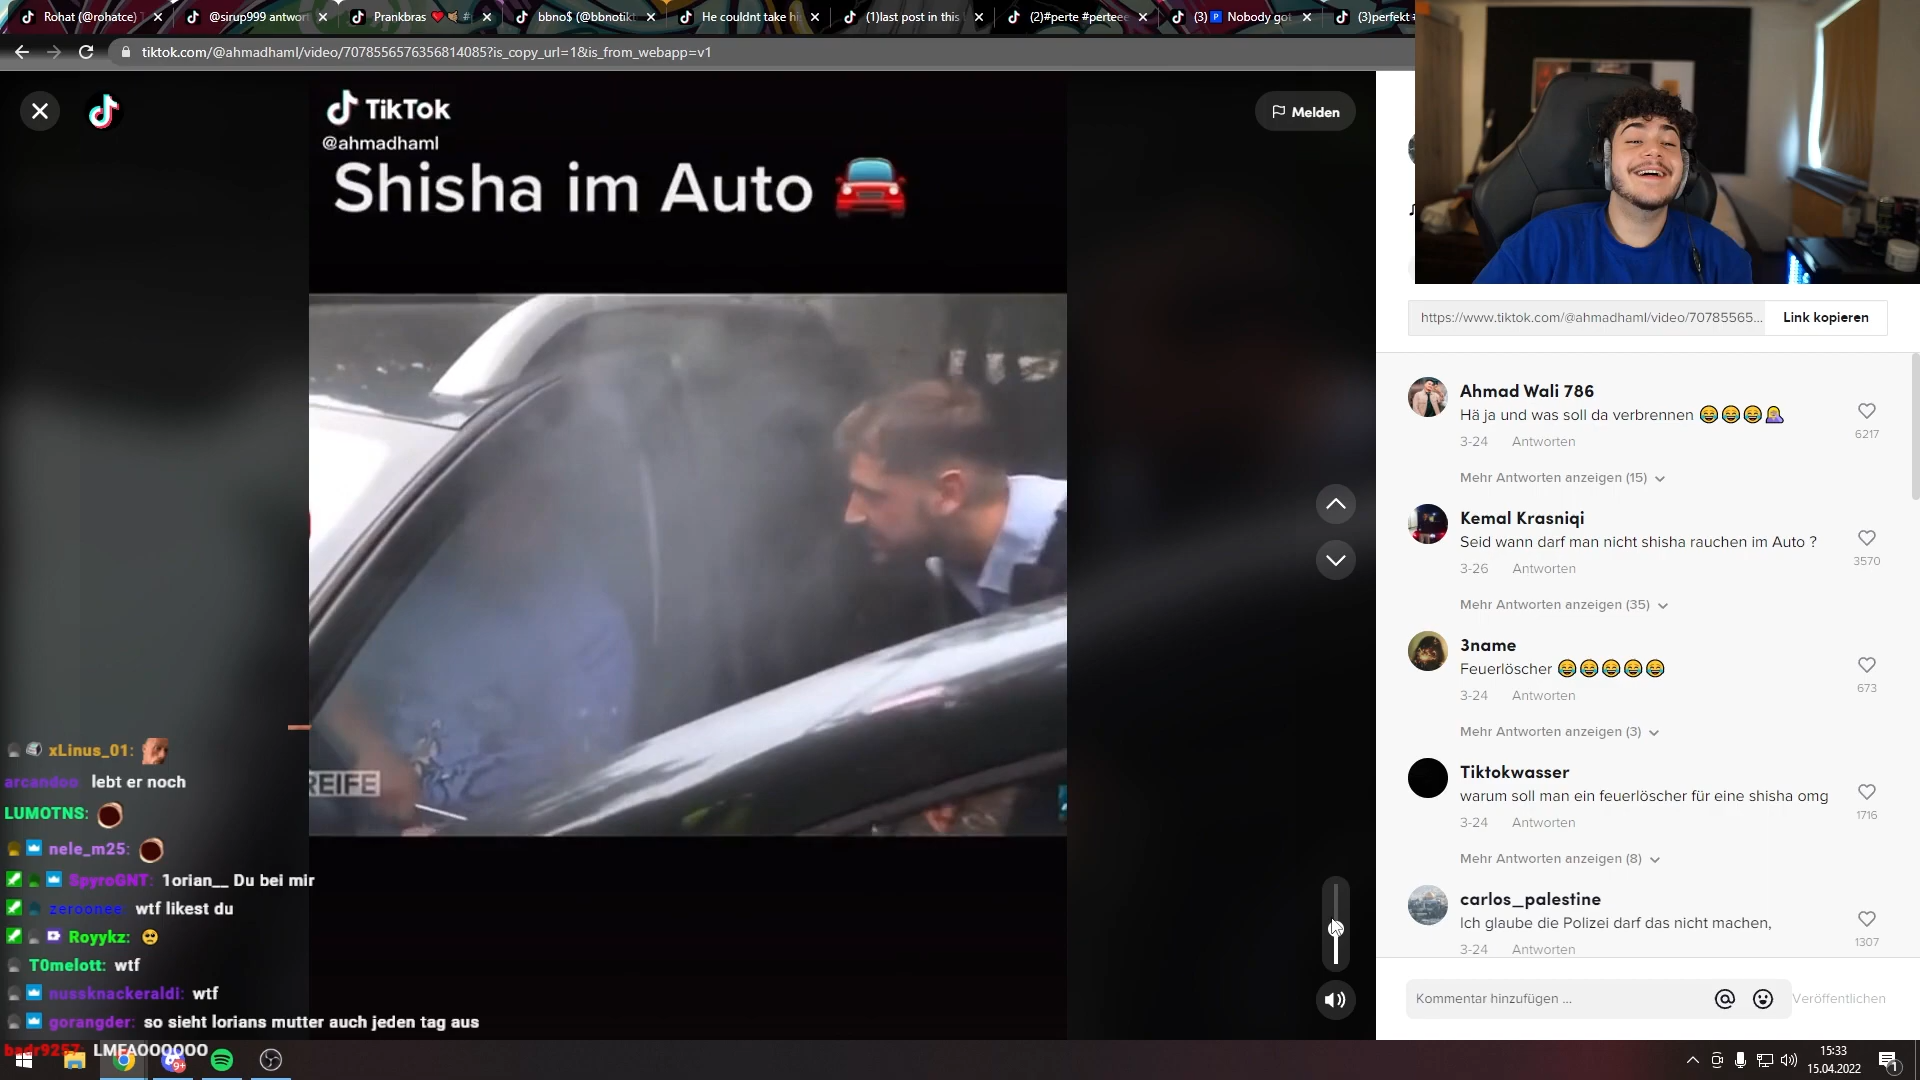 Rohat (@rohatce) T
@sirup999 antwort
Prankbras ❤️ #
bbno$ (@bbnotik
He couldnt take hi
(1)last post in this
(2)#perte #perteee
(3)🅿️ Nobody got
(3)perfekt #
tiktok.com/@ahmadhaml/video/7078556576356814085?is_copy_url=1&is_from_webapp=v1
TikTok
@ahmadhaml
Shisha im Auto 🚘
Melden
https://www.tiktok.com/@ahmadhaml/video/70785565...
Link kopieren
Ahmad Wali 786
Hä ja und was soll da verbrennen 😂😂😂🤷🏼‍♀️
6217
3-24 Antworten
Mehr Antworten anzeigen (15)
Kemal Krasniqi
Seid wann darf man nicht shisha rauchen im Auto ?
3570
3-26 Antworten
Mehr Antworten anzeigen (35)
3name
Feuerlöscher 😂😂😂😂😂
673
3-24 Antworten
Mehr Antworten anzeigen (3)
Tiktokwasser
warum soll man ein feuerlöscher für eine shisha omg
1716
3-24 Antworten
Mehr Antworten anzeigen (8)
carlos_palestine
Ich glaube die Polizei darf das nicht machen,
1307
3-24 Antworten
Kommentar hinzufügen ...
Veröffentlichen
REIFE
xLinus_01:
arcandoo: lebt er noch
LUMOTNS:
nele_m25:
SpyroGNT: 1orian__ Du bei mir
zeroonee: wtf likest du
Royykz: 🥺
T0melott: wtf
nussknackeraldi: wtf
gorangder: so sieht lorians mutter auch jeden tag aus
badr9257: LMFAOOOOOO
9+
15:33
15.04.2022
1